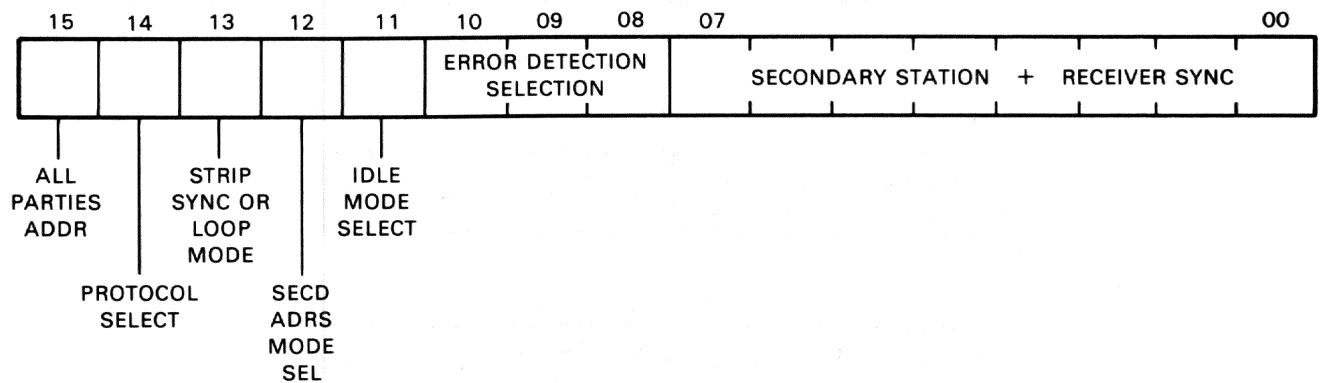 15 14 13 12 11 10 09 08 07 00
ERROR DETECTION
SELECTION
SECONDARY STATION + RECEIVER SYNC
ALL
PARTIES
ADDR
PROTOCOL
SELECT
STRIP
SYNC OR
LOOP
MODE
SECD
ADRS
MODE
SEL
IDLE
MODE
SELECT